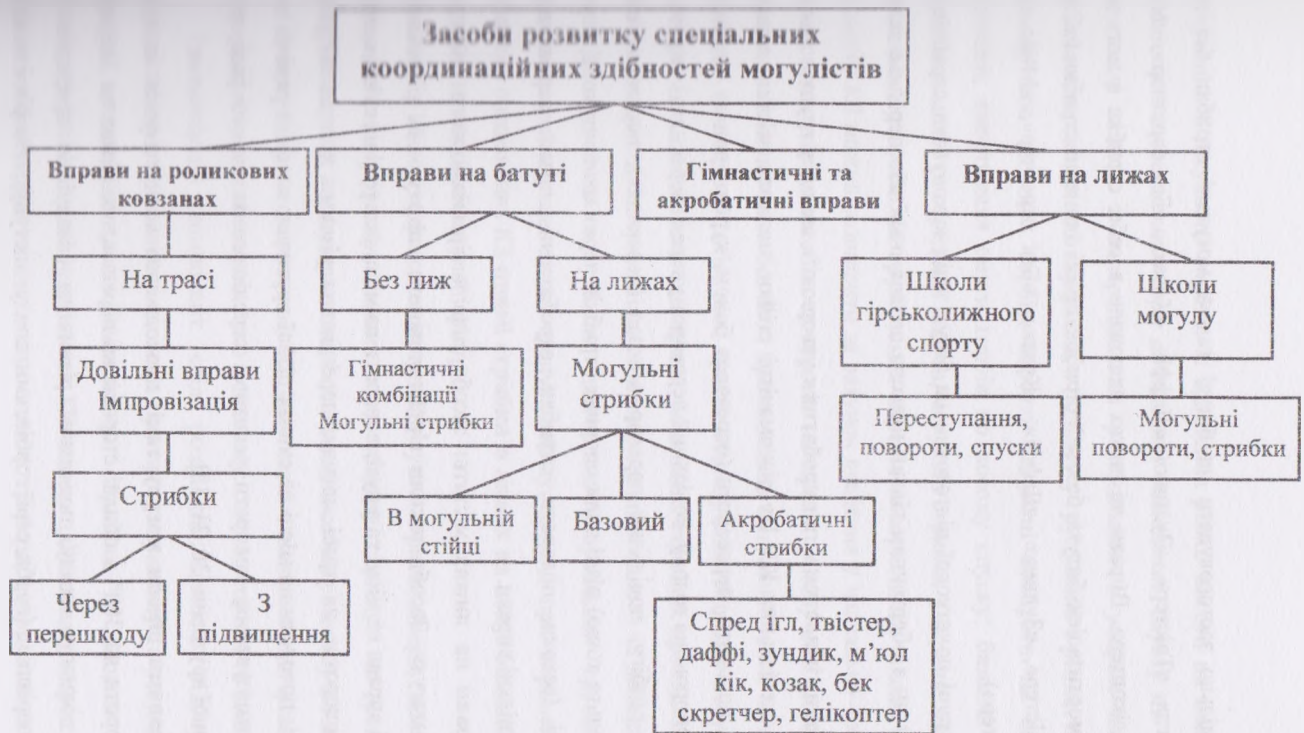 Засоби розвитку спеціальних
координаційних здібностей могулістів
Вправи на роликових
ковзанах
Вправи на батуті
Гімнастичні та
акробатичні вправи
Вправи на лижах
На трасі
Без лиж
На лижах
Школи
гірськолижного
спорту
Школи
могулу
Довільні вправи
Імпровізація
Гімнастичні
комбінації
Могульні стрибки
Могульні
стрибки
Переступання,
повороти, спуски
Могульні
повороти, стрибки
Стрибки
В могульній
стійці
Базовий
Акробатичні
стрибки
Через
перешкоду
З
підвищення
Спред ігл, твістер,
даффі, зундик, м’юл
кік, козак, бек
скретчер, гелікоптер